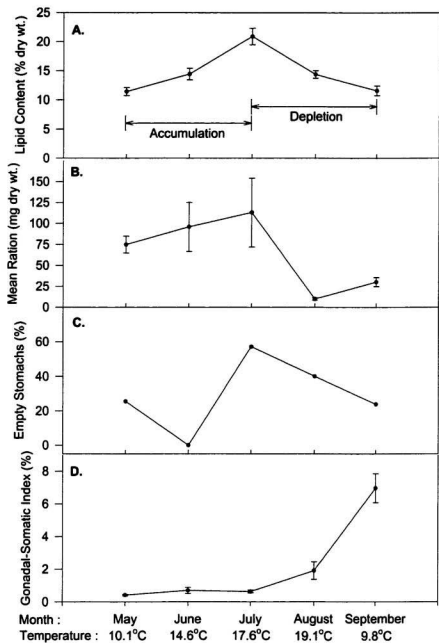 A.
Lipid Content (% dry wt.)
25
20
15
10
5
0
Accumulation
Depletion
B.
Mean Ration (mg dry wt.)
150
125
100
75
50
25
0
C.
Empty Stomachs (%)
60
40
20
0
D.
Gonadal-Somatic Index (%)
8
6
4
2
0
Month : May June July August September
Temperature : 10.1°C 14.6°C 17.6°C 19.1°C 9.8°C